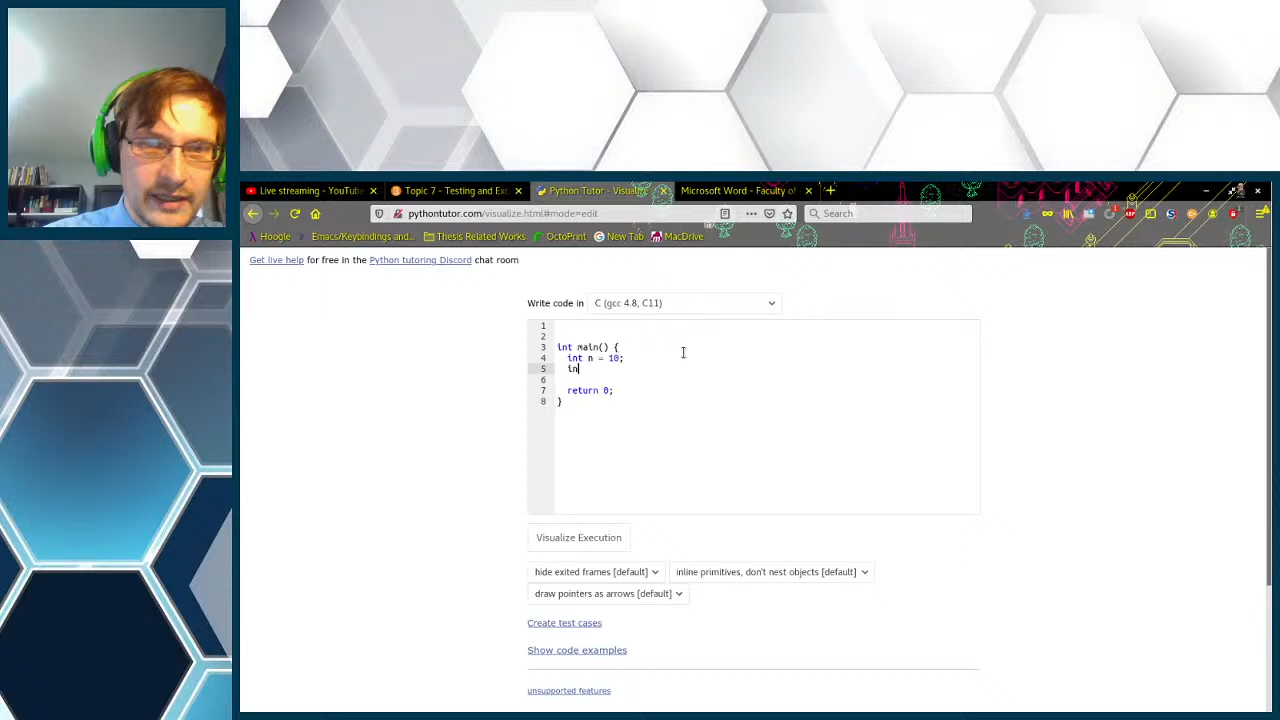 Live streaming - YouTube
Topic 7 - Testing and Exc
Python Tutor - Visualiz
Microsoft Word - Faculty of
pythontutor.com/visualize.html#mode=edit
Search
Hoogle
Emacs/Keybindings and...
Thesis Related Works
OctoPrint
New Tab
MacDrive
Get live help for free in the Python tutoring Discord chat room
Write code in C (gcc 4.8, C11)
1
2
3 int main() {
4 int n = 10;
5 in
6
7 return 0;
8 }
Visualize Execution
hide exited frames [default] inline primitives, don't nest objects [default]
draw pointers as arrows [default]
Create test cases
Show code examples
unsupported features